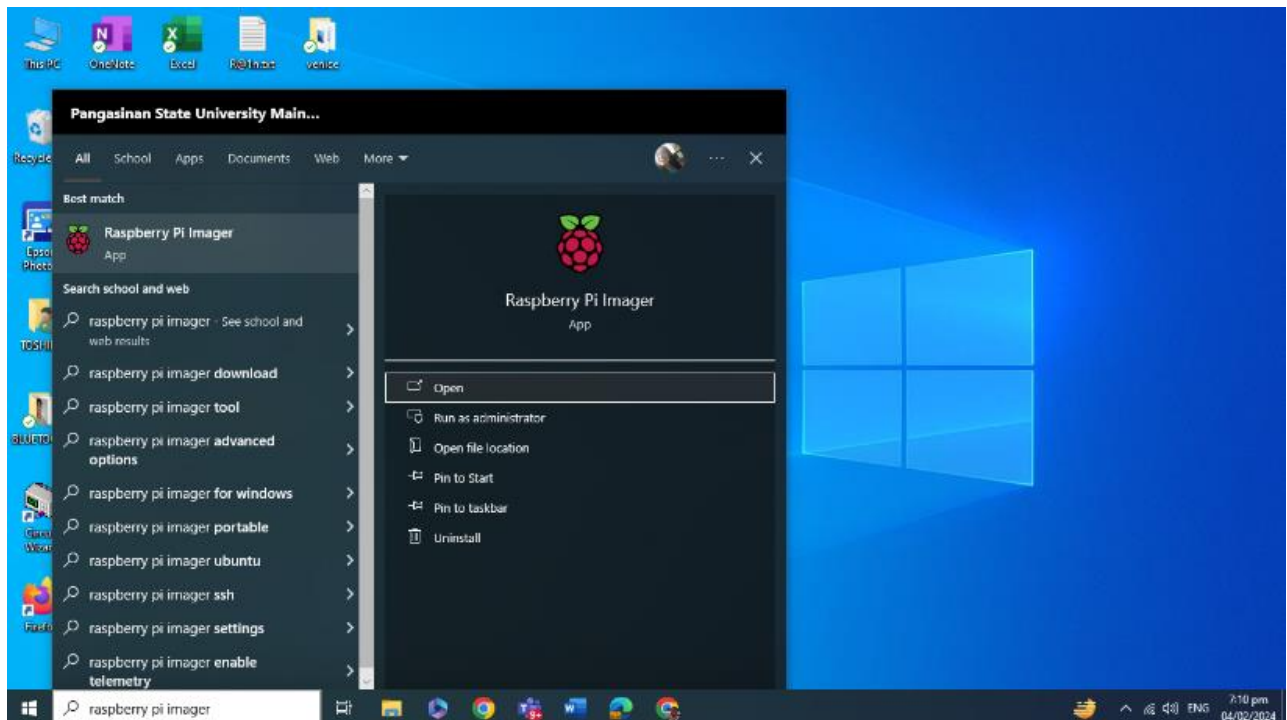 This PC
OneNote
Excel
R@1n.txt
venice
Pangasinan State University Main...
Recycle
All School Apps Documents Web More
Best match
Raspberry Pi Imager
App
Search school and web
raspberry pi imager - See school and
web results
raspberry pi imager download
raspberry pi imager tool
raspberry pi imager advanced
options
raspberry pi imager for windows
raspberry pi imager portable
raspberry pi imager ubuntu
raspberry pi imager ssh
raspberry pi imager settings
raspberry pi imager enable
telemetry
Raspberry Pi Imager
App
Open
Run as administrator
Open file location
Pin to Start
Pin to taskbar
Uninstall
Epso
Photo
TOSHI
raspberry pi imager
9+
ENG
7:10 pm
04/02/2024